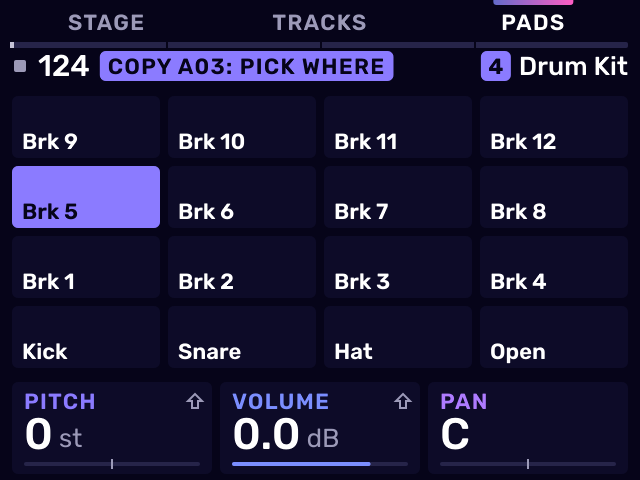 STAGE TRACKS PADS
124 COPY A03: PICK WHERE 4 Drum Kit
Brk 9 Brk 10 Brk 11 Brk 12
Brk 5 Brk 6 Brk 7 Brk 8
Brk 1 Brk 2 Brk 3 Brk 4
Kick Snare Hat Open
PITCH VOLUME PAN
0 st 0.0 dB C